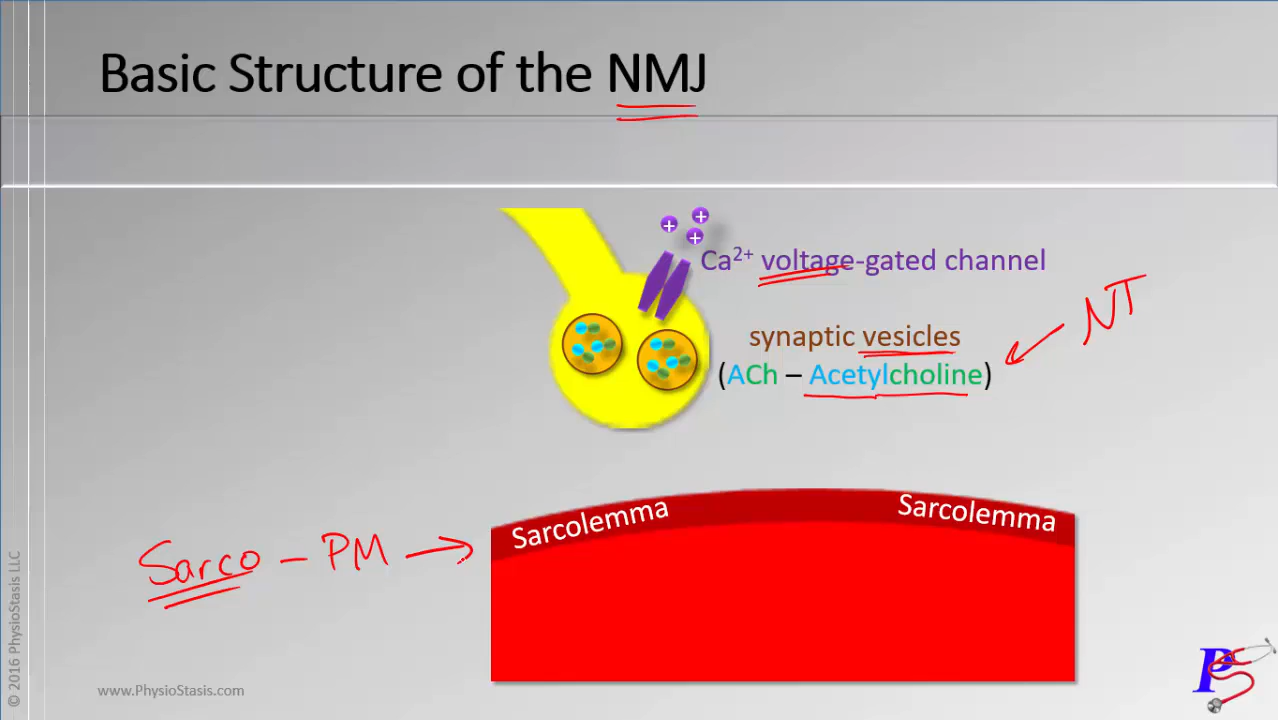 Basic Structure of the NMJ
+ +
+
Ca²⁺ voltage-gated channel
NT
synaptic vesicles
(ACh – Acetylcholine)
Sarcolemma Sarcolemma
Sarco – PM →
© 2016 PhysioStasis LLC
www.PhysioStasis.com
PS